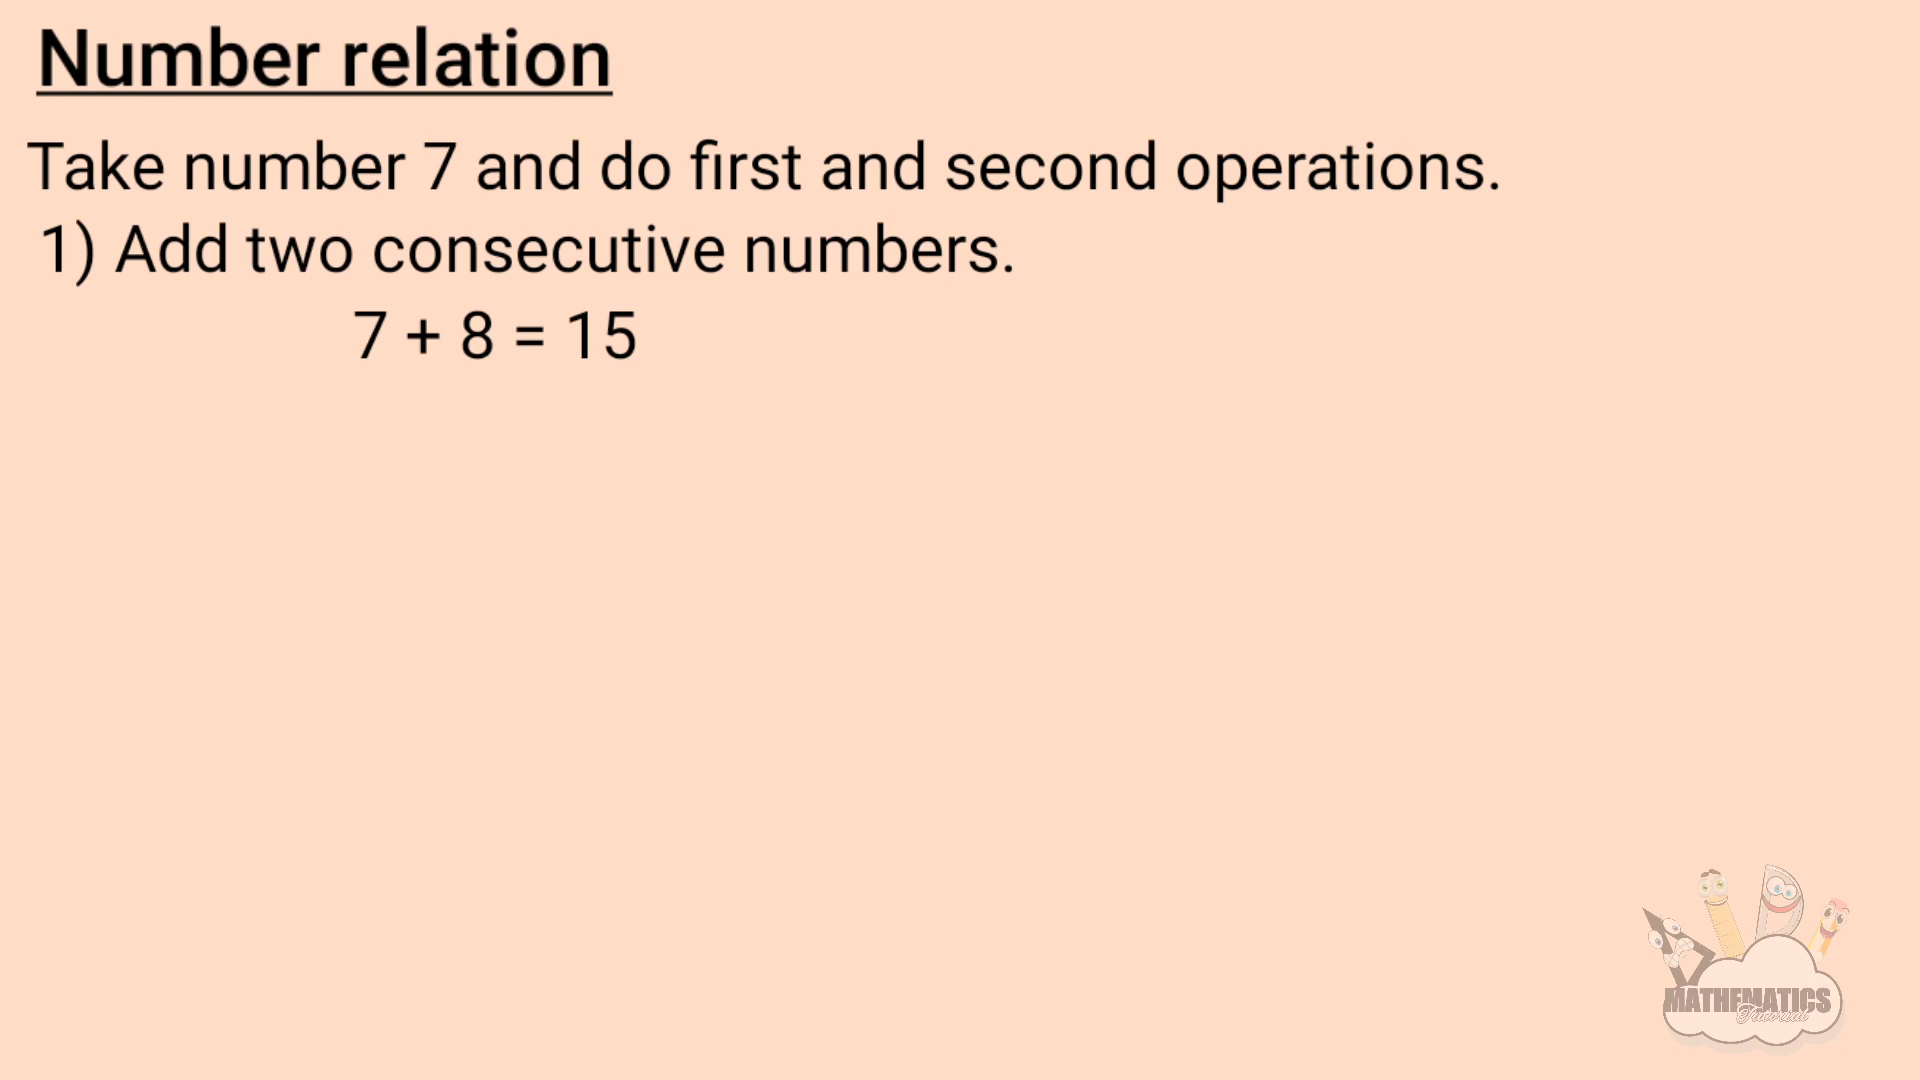 Number relation
Take number 7 and do first and second operations.
1) Add two consecutive numbers.
7 + 8 = 15
MATHEMATICS
Tutorial